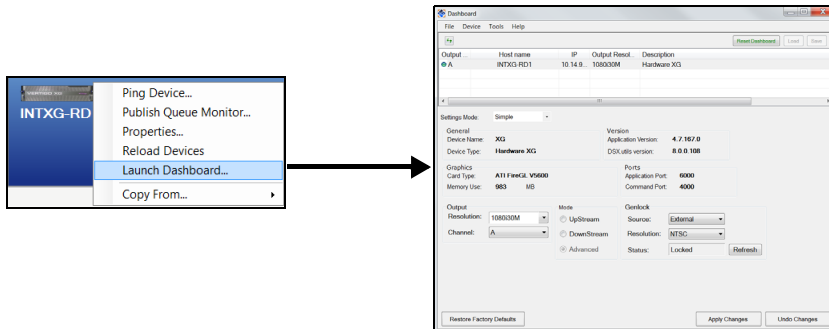 VERTIGO XG
INTXG-RD
Ping Device...
Publish Queue Monitor...
Properties...
Reload Devices
Launch Dashboard...
Copy From...
Dashboard
File Device Tools Help
Reset Dashboard Load Save
Output... Host name IP Output Resol... Description
A INTXG-RD1 10.14.9... 1080i30M Hardware XG
Settings Mode: Simple
General
Device Name: XG
Device Type: Hardware XG
Version
Application Version: 4.7.167.0
DSX.utils version: 8.0.0.108
Graphics
Card Type: ATI FireGL V5600
Memory Use: 983 MB
Ports
Application Port: 6000
Command Port: 4000
Output
Resolution: 1080i30M
Channel: A
Mode
UpStream
DownStream
Advanced
Genlock
Source: External
Resolution: NTSC
Status: Locked Refresh
Restore Factory Defaults Apply Changes Undo Changes